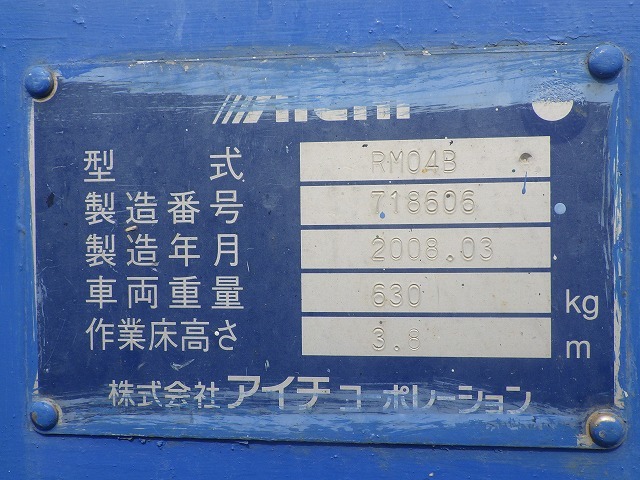 AICHI
型式 RM04B
製造番号 718606
製造年月 2008.03
車両重量 630 kg
作業床高さ 3.8 m
株式会社アイチコーポレーション